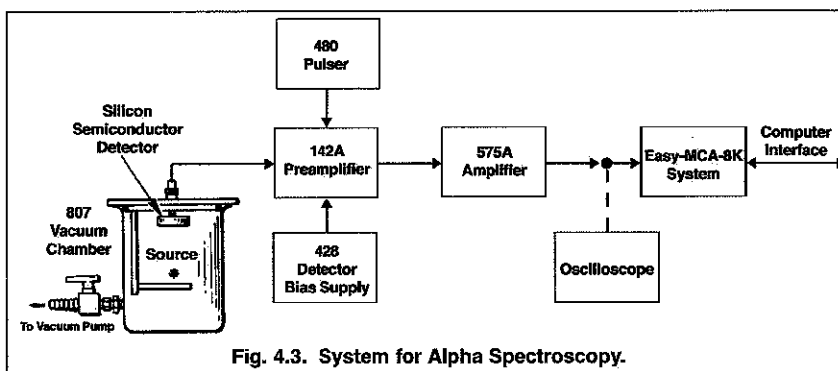 480
Pulser
Silicon
Semiconductor
Detector
142A
Preamplifier
575A
Amplifier
Easy-MCA-8K
System
Computer
Interface
807
Vacuum
Chamber
Source
428
Detector
Bias Supply
Oscilloscope
To Vacuum Pump
Fig. 4.3. System for Alpha Spectroscopy.